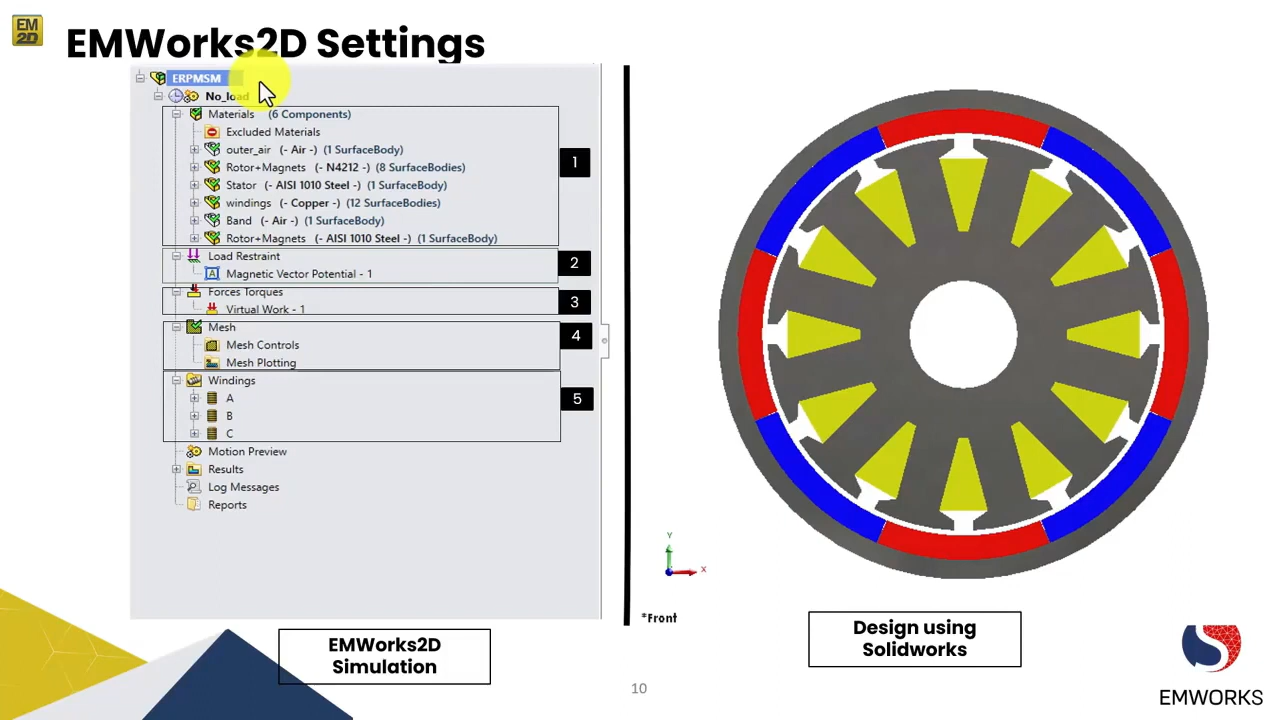 EM
2D
EMWorks2D Settings
ERPMSM
No_load
Materials (6 Components)
Excluded Materials
outer_air (- Air -) (1 SurfaceBody)
Rotor+Magnets (- N4212 -) (8 SurfaceBodies)
Stator (- AISI 1010 Steel -) (1 SurfaceBody)
windings (- Copper -) (12 SurfaceBodies)
Band (- Air -) (1 SurfaceBody)
Rotor+Magnets (- AISI 1010 Steel -) (1 SurfaceBody)
1
Load Restraint
Magnetic Vector Potential - 1
2
Forces Torques
Virtual Work - 1
3
Mesh
Mesh Controls
Mesh Plotting
4
Windings
A
B
C
5
Motion Preview
Results
Log Messages
Reports
EMWorks2D
Simulation
Y
X
*Front
Design using
Solidworks
10
EMWORKS